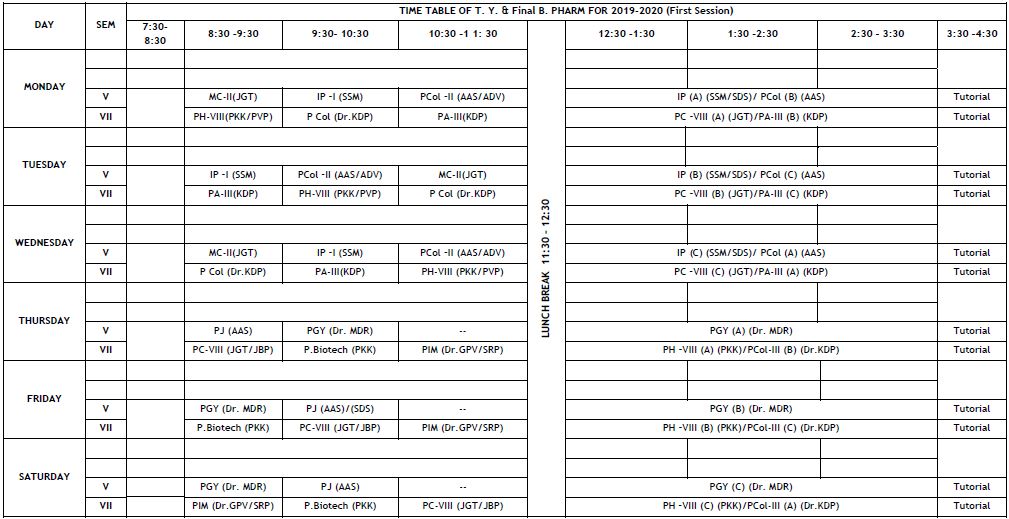 DAY SEM TIME TABLE OF T. Y. & Final B. PHARM FOR 2019-2020 (First Session)
7:30-8:30 8:30 -9:30 9:30- 10:30 10:30 -1 1: 30 12:30 -1:30 1:30 -2:30 2:30 - 3:30 3:30 -4:30
LUNCH BREAK 11:30 - 12:30
MONDAY
V MC-II(JGT) IP -I (SSM) PCol -II (AAS/ADV) IP (A) (SSM/SDS)/ PCol (B) (AAS) Tutorial
VII PH-VIII(PKK/PVP) P Col (Dr.KDP) PA-III(KDP) PC -VIII (A) (JGT)/PA-III (B) (KDP) Tutorial
TUESDAY
V IP -I (SSM) PCol -II (AAS/ADV) MC-II(JGT) IP (B) (SSM/SDS)/ PCol (C) (AAS) Tutorial
VII PA-III(KDP) PH-VIII (PKK/PVP) P Col (Dr.KDP) PC -VIII (B) (JGT)/PA-III (C) (KDP) Tutorial
WEDNESDAY
V MC-II(JGT) IP -I (SSM) PCol -II (AAS/ADV) IP (C) (SSM/SDS)/ PCol (A) (AAS) Tutorial
VII P Col (Dr.KDP) PA-III(KDP) PH-VIII (PKK/PVP) PC -VIII (C) (JGT)/PA-III (A) (KDP) Tutorial
THURSDAY
V PJ (AAS) PGY (Dr. MDR) -- PGY (A) (Dr. MDR) Tutorial
VII PC-VIII (JGT/JBP) P.Biotech (PKK) PIM (Dr.GPV/SRP) PH -VIII (A) (PKK)/PCol-III (B) (Dr.KDP) Tutorial
FRIDAY
V PGY (Dr. MDR) PJ (AAS)/(SDS) -- PGY (B) (Dr. MDR) Tutorial
VII P.Biotech (PKK) PC-VIII (JGT/JBP) PIM (Dr.GPV/SRP) PH -VIII (B) (PKK)/PCol-III (C) (Dr.KDP) Tutorial
SATURDAY
V PGY (Dr. MDR) PJ (AAS) -- PGY (C) (Dr. MDR) Tutorial
VII PIM (Dr.GPV/SRP) P.Biotech (PKK) PC-VIII (JGT/JBP) PH -VIII (C) (PKK)/PCol-III (A) (Dr.KDP) Tutorial